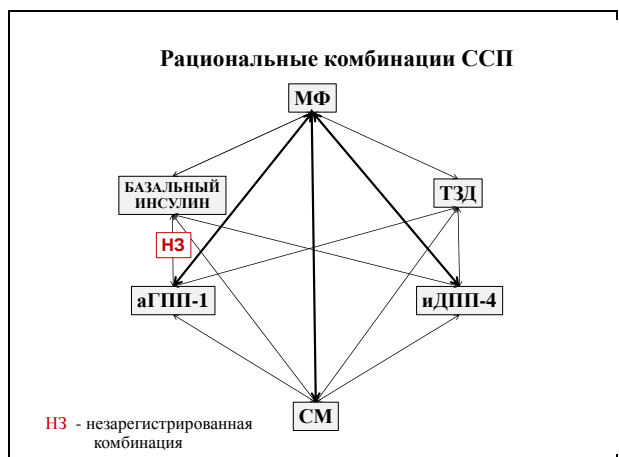 Рациональные комбинации ССП
МФ
БАЗАЛЬНЫЙ
ИНСУЛИН
ТЗД
НЗ
аГПП-1
иДПП-4
СМ
НЗ - незарегистрированная
комбинация